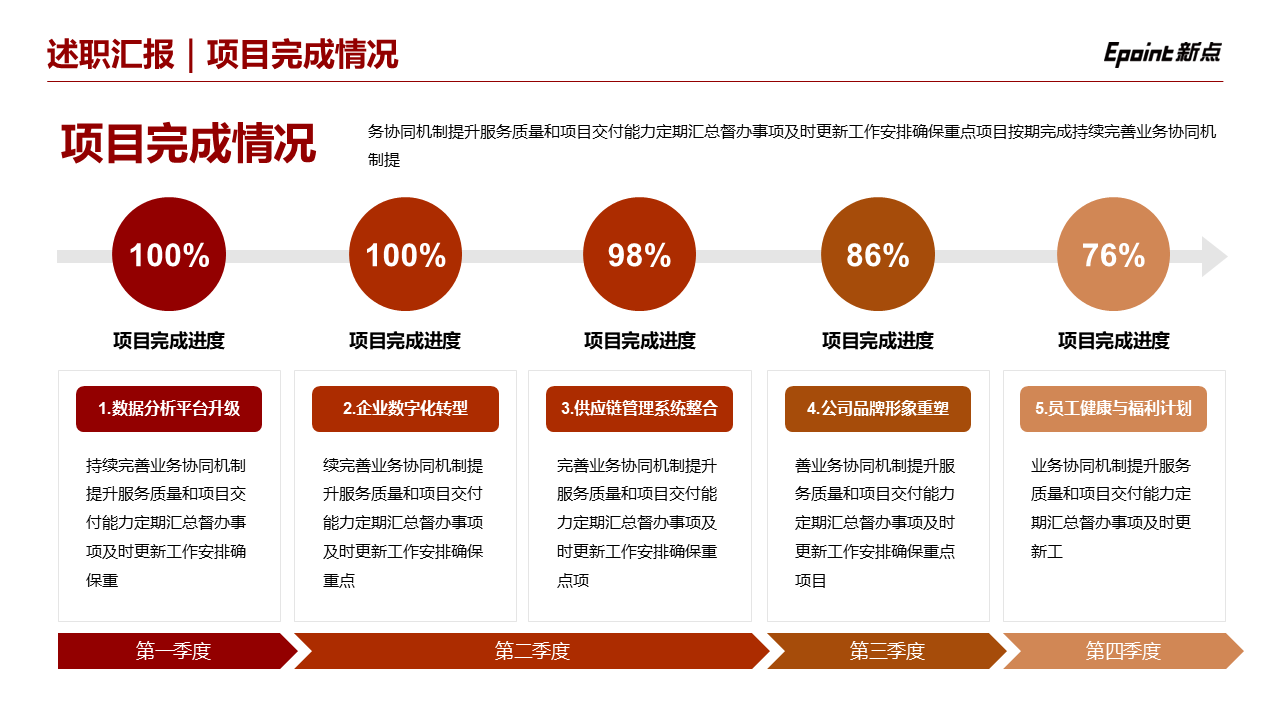 述职汇报｜项目完成情况
Epoint新点
项目完成情况
务协同机制提升服务质量和项目交付能力定期汇总督办事项及时更新工作安排确保重点项目按期完成持续完善业务协同机
制提
100%
100%
98%
86%
76%
项目完成进度
项目完成进度
项目完成进度
项目完成进度
项目完成进度
1.数据分析平台升级
持续完善业务协同机制
提升服务质量和项目交
付能力定期汇总督办事
项及时更新工作安排确
保重
2.企业数字化转型
续完善业务协同机制提
升服务质量和项目交付
能力定期汇总督办事项
及时更新工作安排确保
重点
3.供应链管理系统整合
完善业务协同机制提升
服务质量和项目交付能
力定期汇总督办事项及
时更新工作安排确保重
点项
4.公司品牌形象重塑
善业务协同机制提升服
务质量和项目交付能力
定期汇总督办事项及时
更新工作安排确保重点
项目
5.员工健康与福利计划
业务协同机制提升服务
质量和项目交付能力定
期汇总督办事项及时更
新工
第一季度
第二季度
第三季度
第四季度